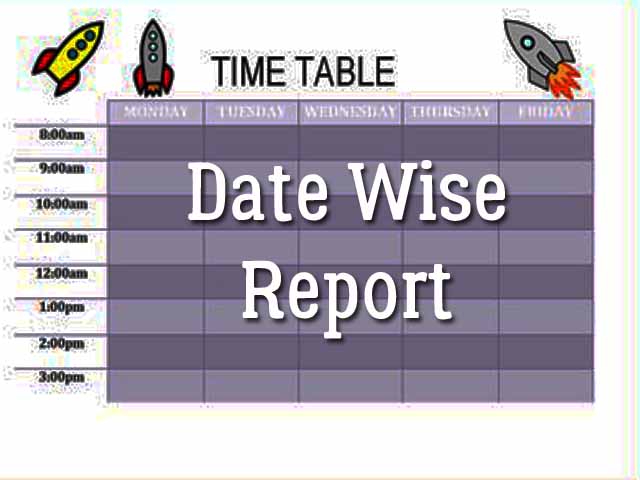 TIME TABLE
MONDAY TUESDAY WEDNESDAY THURSDAY FRIDAY
8:00am
9:00am
10:00am
11:00am
12:00am
1:00pm
2:00pm
3:00pm
Date Wise
Report